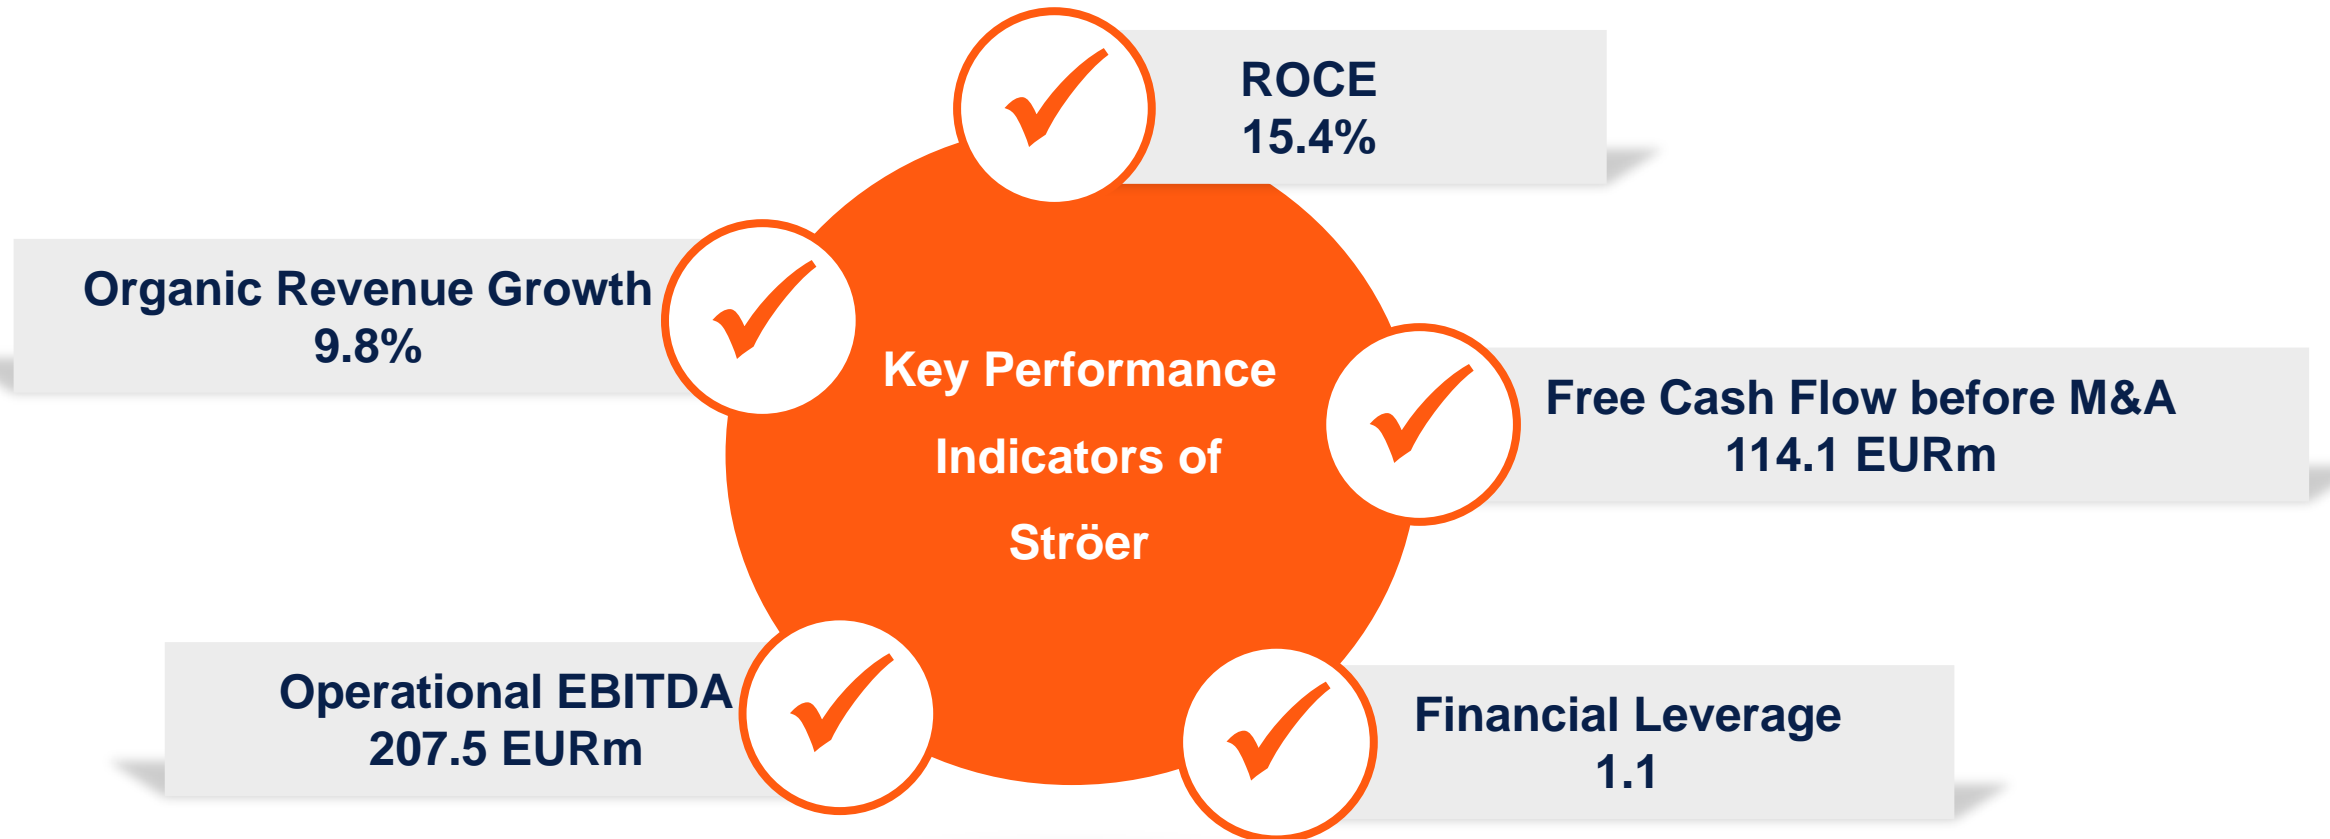 ROCE
15.4%
Organic Revenue Growth
9.8%
Key Performance
Indicators of
Ströer
Free Cash Flow before M&A
114.1 EURm
Operational EBITDA
207.5 EURm
Financial Leverage
1.1